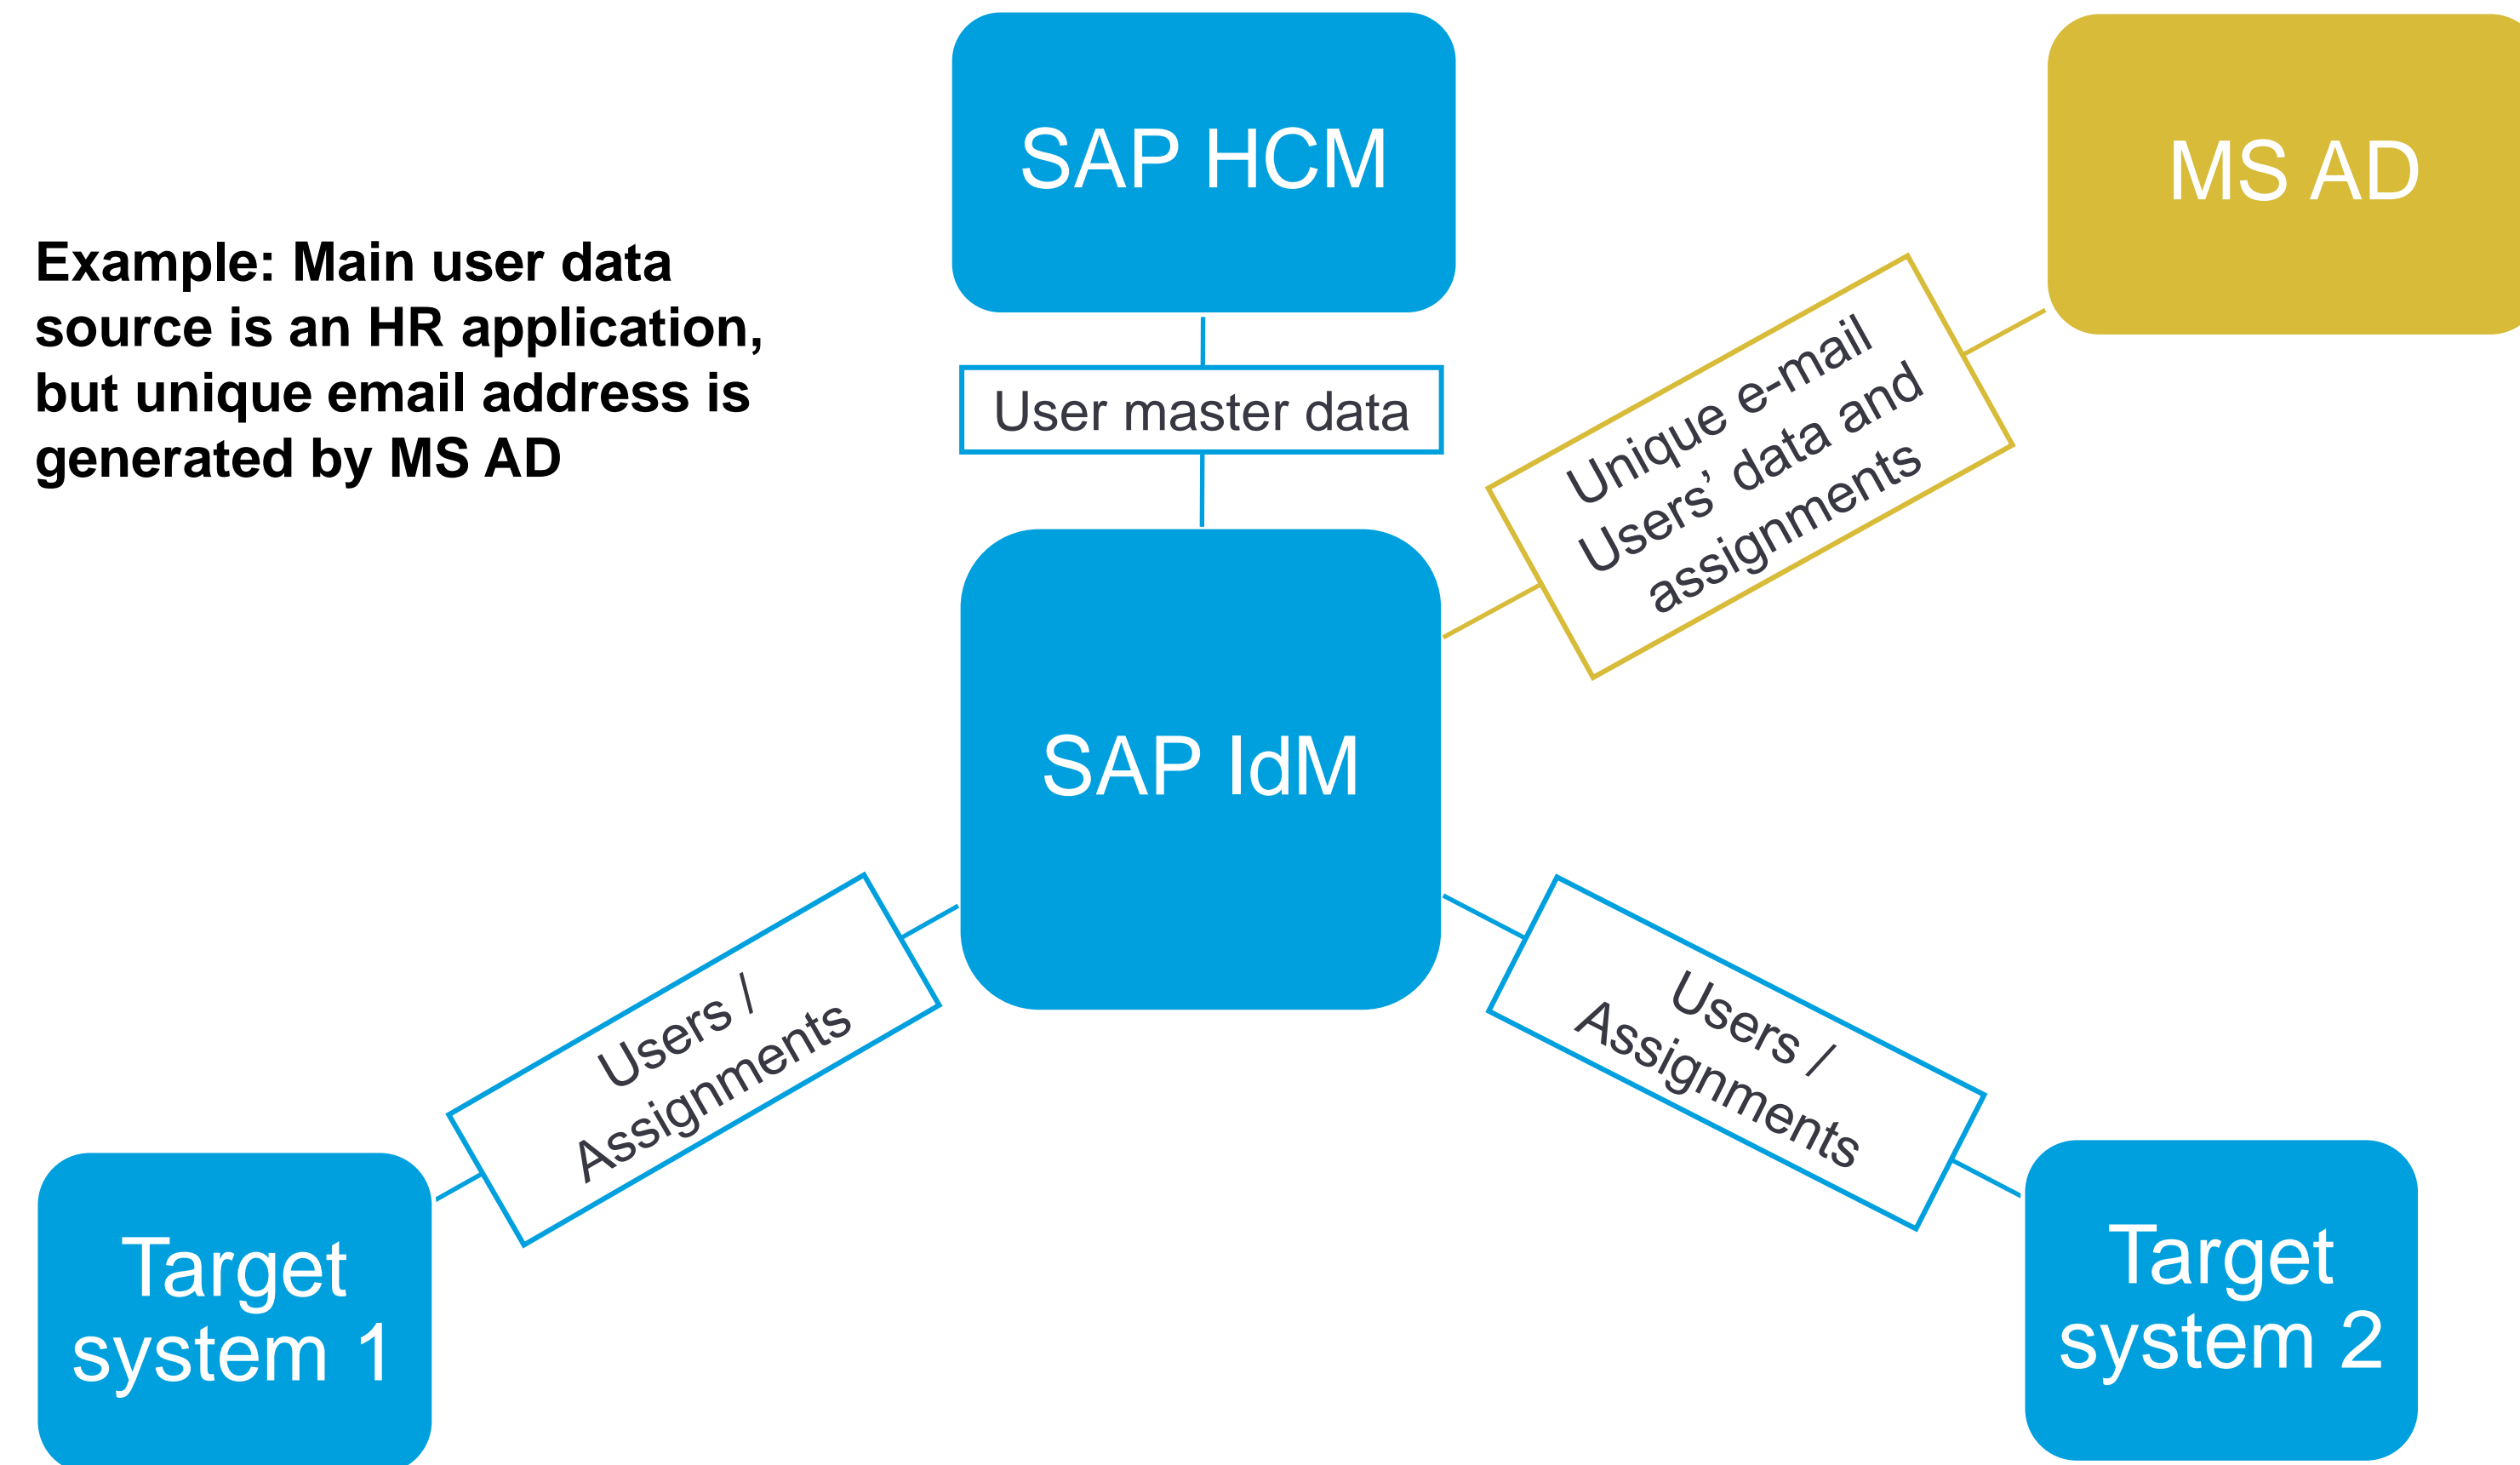 SAP HCM
MS AD
Example: Main user data
source is an HR application,
but unique email address is
generated by MS AD
User master data
Unique e-mail
Users’ data and
assignments
SAP IdM
Users /
Assignments
Users /
Assignments
Target
system 1
Target
system 2